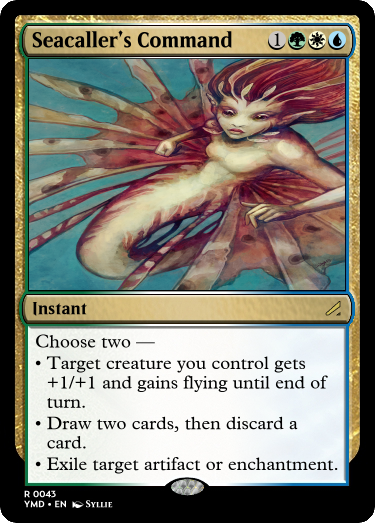 Seacaller's Command 1
Instant
Choose two —
• Target creature you control gets
+1/+1 and gains flying until end of
turn.
• Draw two cards, then discard a
card.
• Exile target artifact or enchantment.
R 0043
YMD • EN Syllie